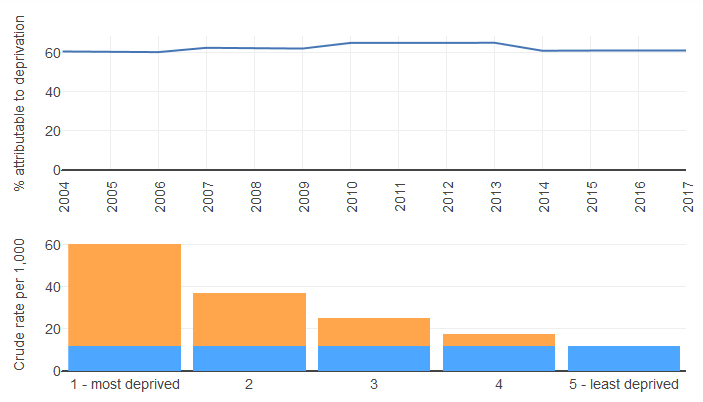 % attributable to deprivation
60
40
20
0
2004 2005 2006 2007 2008 2009 2010 2011 2012 2013 2014 2015 2016 2017
Crude rate per 1,000
60
40
20
0
1 - most deprived 2 3 4 5 - least deprived